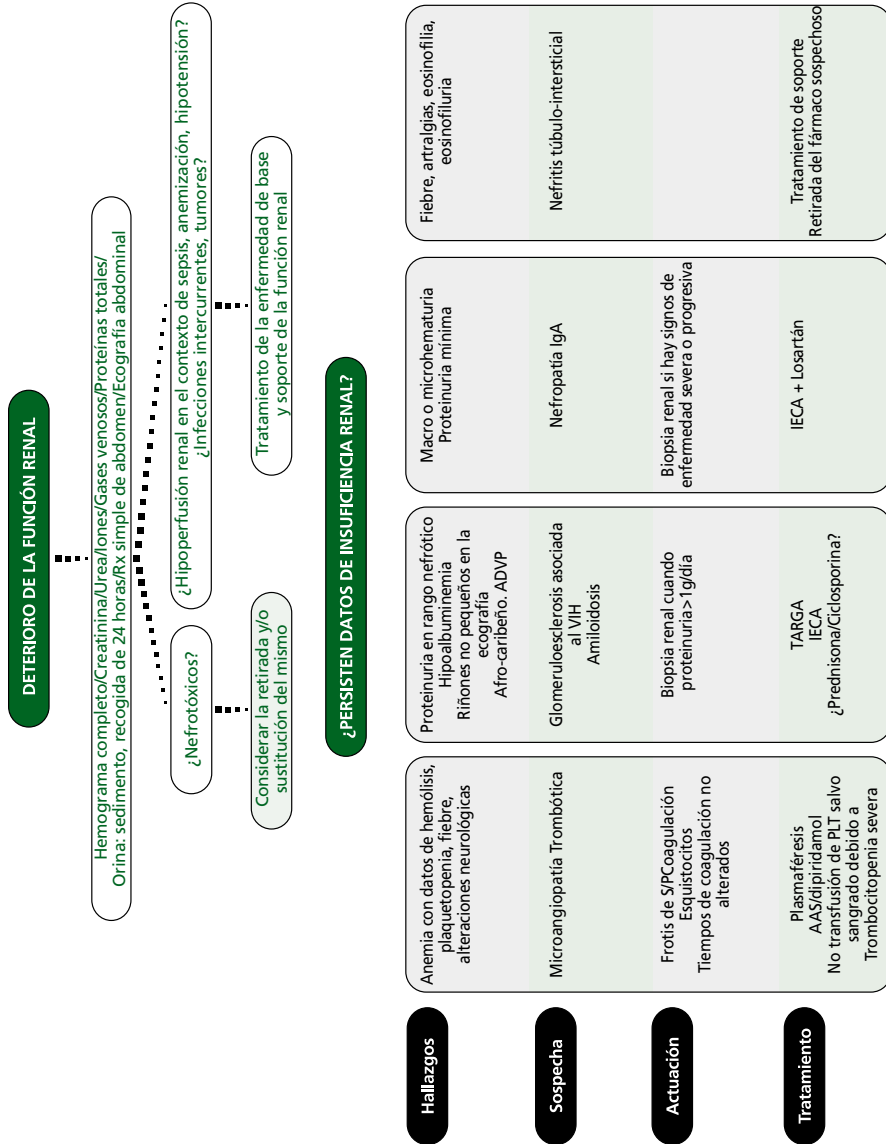 DETERIORO DE LA FUNCIÓN RENAL
Hemograma completo/Creatinina/Urea/Iones/Gases venosos/Proteínas totales/
Orina: sedimento, recogida de 24 horas/Rx simple de abdomen/Ecografía abdominal
¿Nefrotóxicos?
¿Hipoperfusión renal en el contexto de sepsis, anemización, hipotensión?
¿Infecciones intercurrentes, tumores?
Considerar la retirada y/o
sustitución del mismo
Tratamiento de la enfermedad de base
y soporte de la función renal
¿PERSISTEN DATOS DE INSUFICIENCIA RENAL?
Hallazgos
Anemia con datos de hemólisis,
plaquetopenia, fiebre,
alteraciones neurológicas
Proteinuria en rango nefrótico
Hipoalbuminemia
Riñones no pequeños en la
ecografía
Afro-caribeño. ADVP
Macro o microhematuria
Proteinuria mínima
Fiebre, artralgias, eosinofilia,
eosinofiluria
Sospecha
Microangiopatía Trombótica
Glomeruloesclerosis asociada
al VIH
Amiloidosis
Nefropatía IgA
Nefritis túbulo-intersticial
Actuación
Frotis de S/PCoagulación
Esquistocitos
Tiempos de coagulación no
alterados
Biopsia renal cuando
proteinuria>1g/día
Biopsia renal si hay signos de
enfermedad severa o progresiva
Tratamiento
Plasmaféresis
AAS/dipiridamol
No transfusión de PLT salvo
sangrado debido a
Trombocitopenia severa
TARGA
IECA
¿Prednisona/Ciclosporina?
IECA + Losartán
Tratamiento de soporte
Retirada del fármaco sospechoso